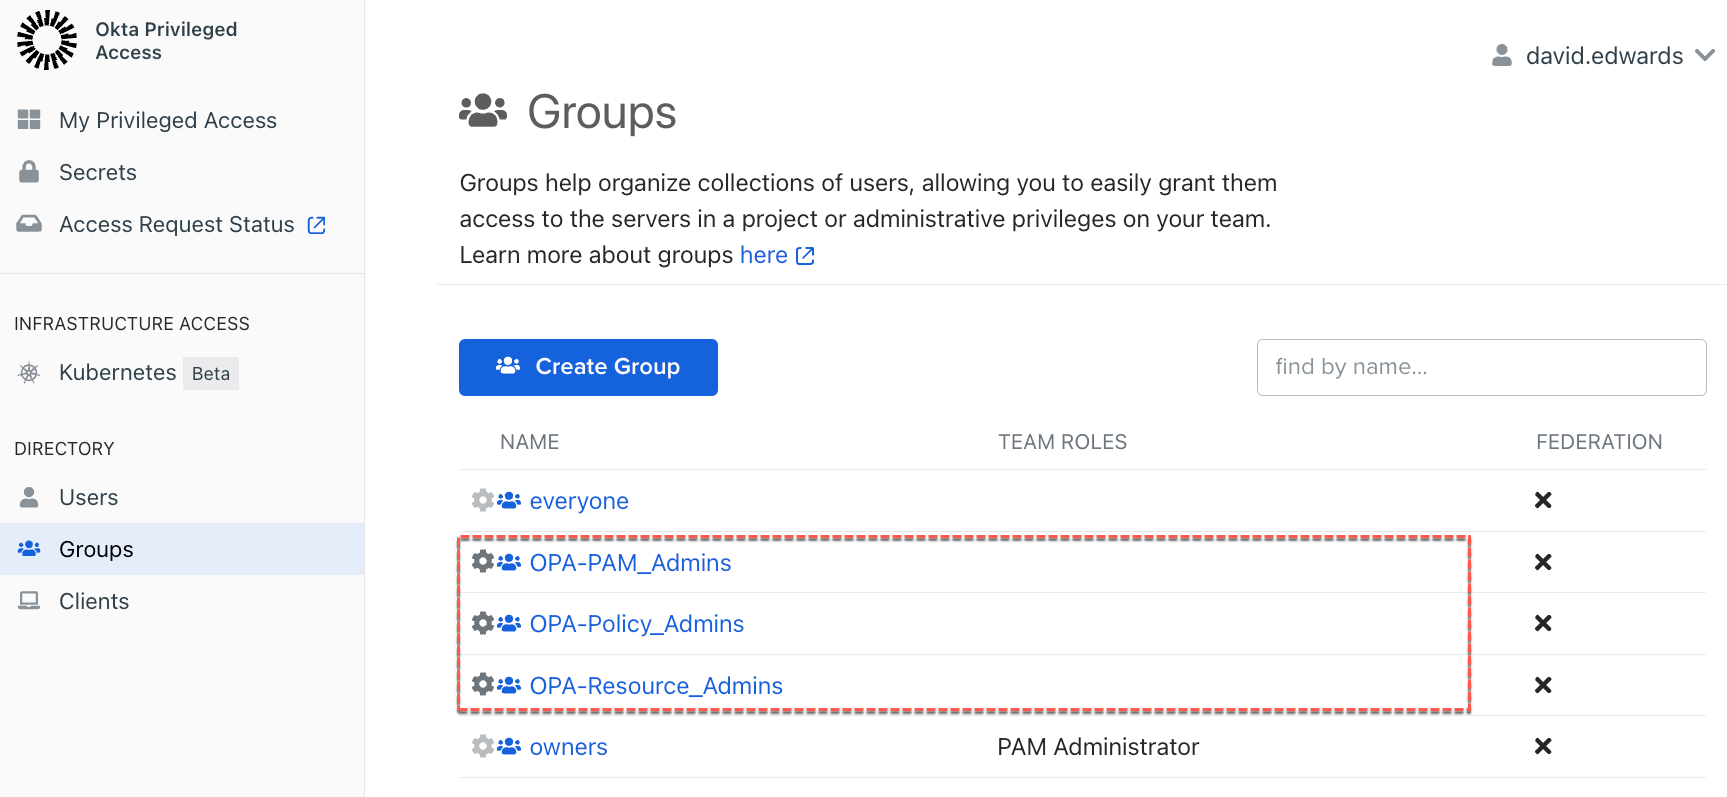 Okta Privileged
Access
My Privileged Access
Secrets
Access Request Status
INFRASTRUCTURE ACCESS
Kubernetes Beta
DIRECTORY
Users
Groups
Clients
david.edwards
Groups
Groups help organize collections of users, allowing you to easily grant them
access to the servers in a project or administrative privileges on your team.
Learn more about groups here
Create Group
find by name...
NAME TEAM ROLES FEDERATION
everyone
OPA-PAM_Admins
OPA-Policy_Admins
OPA-Resource_Admins
owners PAM Administrator